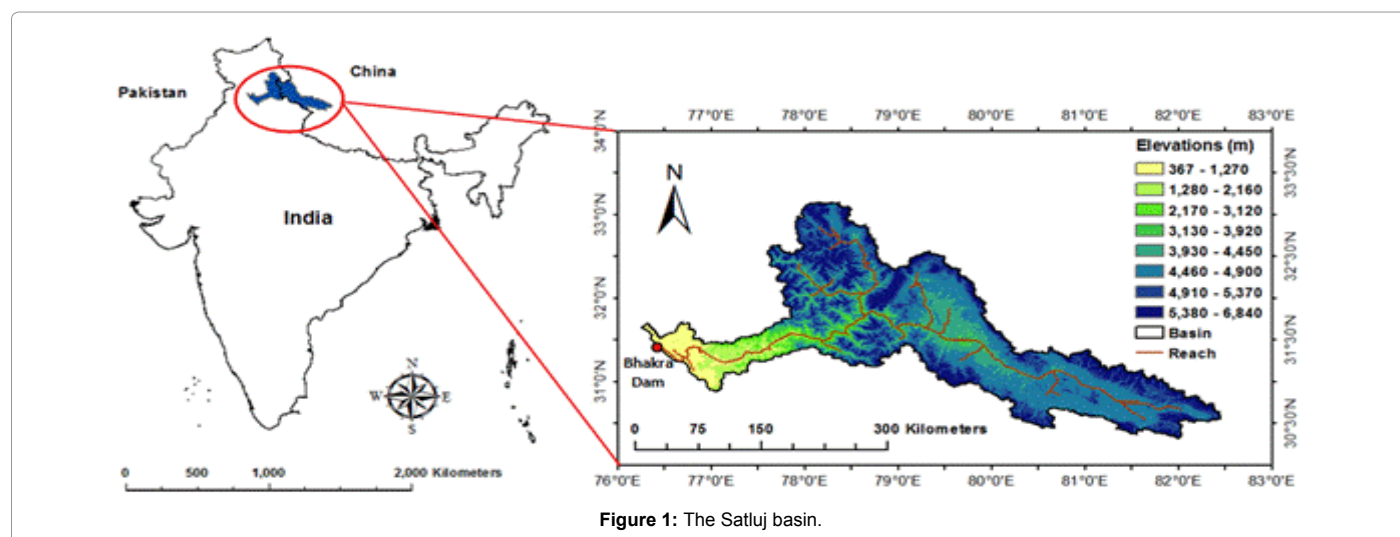 China
Pakistan
India
N
W E
S
0 500 1,000 2,000 Kilometers
77°0'E 78°0'E 79°0'E 80°0'E 81°0'E 82°0'E 83°0'E
34°0'N
33°0'N
32°0'N
31°0'N
N
Elevations (m)
367 - 1,270
1,280 - 2,160
2,170 - 3,120
3,130 - 3,920
3,930 - 4,450
4,460 - 4,900
4,910 - 5,370
5,380 - 6,840
Basin
Reach
33°30'N
32°30'N
31°30'N
30°30'N
Bhakra
Dam
0 75 150 300 Kilometers
76°0'E 77°0'E 78°0'E 79°0'E 80°0'E 81°0'E 82°0'E 83°0'E
Figure 1: The Satluj basin.